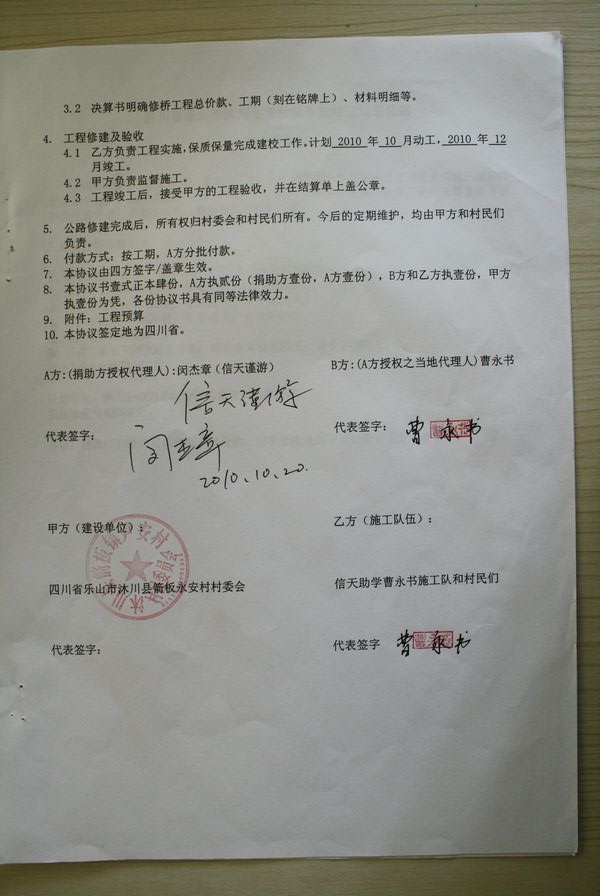 3.2 决算书明确修桥工程总价款、工期（刻在铭牌上）、材料明细等。
4. 工程修建及验收
4.1 乙方负责工程实施，保质保量完成建校工作。计划 2010 年 10 月动工，2010 年 12
月竣工。
4.2 甲方负责监督施工。
4.3 工程竣工后，接受甲方的工程验收，并在结算单上盖公章。
5. 公路修建完成后，所有权归村委会和村民们所有。今后的定期维护，均由甲方和村民们
负责。
6. 付款方式：按工期，A方分批付款。
7. 本协议由四方签字/盖章生效。
8. 本协议书壹式正本肆份，A方执贰份（捐助方壹份，A方壹份），B方和乙方执壹份，甲方
执壹份为凭，各份协议书具有同等法律效力。
9. 附件：工程预算
10. 本协议签定地为四川省。
A方：(捐助方授权代理人)：闵杰章（信天谨游）
B方：(A方授权之当地代理人)曹永书
信天谨游
代表签字：
闵杰章
代表签字：
曹永书
2010.10.20.
甲方（建设单位）：
乙方（施工队伍）：
四川省乐山市沐川县箭板永安村村委会
信天助学曹永书施工队和村民们
代表签字：
代表签字
曹永书